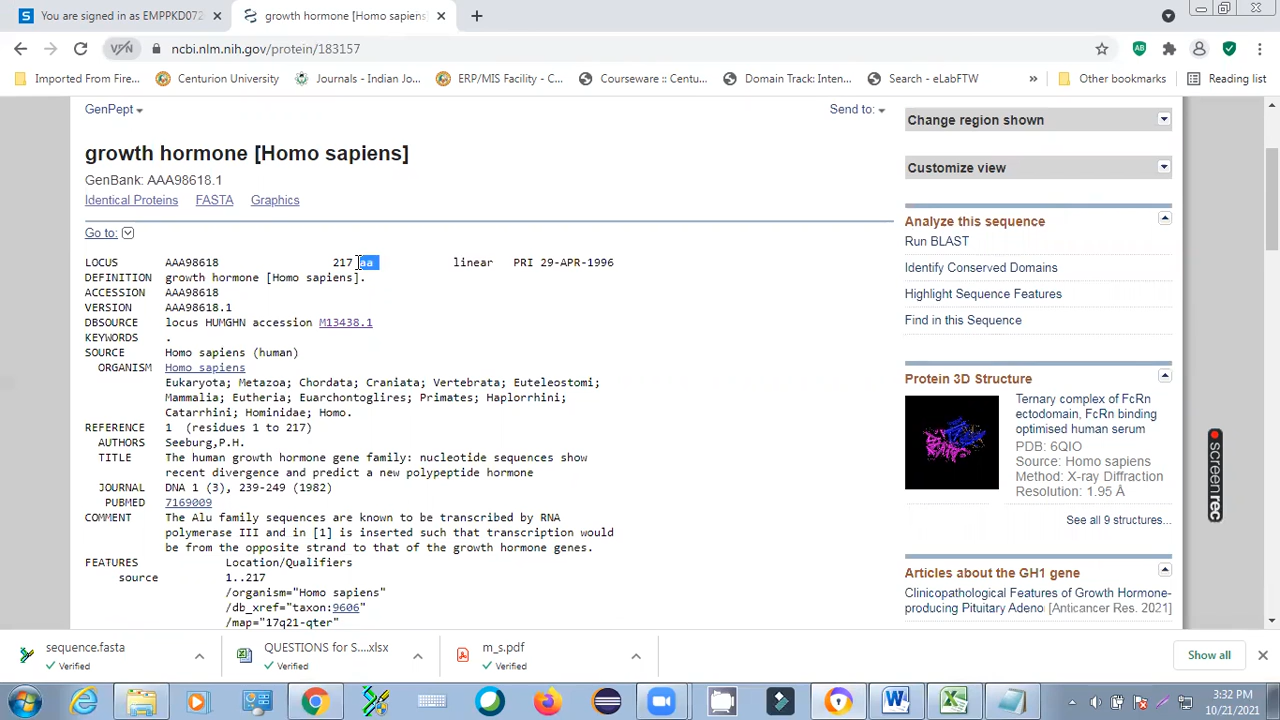 You are signed in as EMPPKD072
growth hormone [Homo sapiens]
VPN
ncbi.nlm.nih.gov/protein/183157
Imported From Fire...
Centurion University
Journals - Indian Jo...
ERP/MIS Facility - C...
Courseware :: Centu...
Domain Track: Inten...
Search - eLabFTW
»
Other bookmarks
Reading list
GenPept
Send to:
growth hormone [Homo sapiens]
GenBank: AAA98618.1
Identical Proteins FASTA Graphics
Go to:
LOCUS AAA98618 217 aa linear PRI 29-APR-1996
DEFINITION growth hormone [Homo sapiens].
ACCESSION AAA98618
VERSION AAA98618.1
DBSOURCE locus HUMGHN accession M13438.1
KEYWORDS .
SOURCE Homo sapiens (human)
ORGANISM Homo sapiens
Eukaryota; Metazoa; Chordata; Craniata; Vertebrata; Euteleostomi;
Mammalia; Eutheria; Euarchontoglires; Primates; Haplorrhini;
Catarrhini; Hominidae; Homo.
REFERENCE 1 (residues 1 to 217)
AUTHORS Seeburg,P.H.
TITLE The human growth hormone gene family: nucleotide sequences show
recent divergence and predict a new polypeptide hormone
JOURNAL DNA 1 (3), 239-249 (1982)
PUBMED 7169009
COMMENT The Alu family sequences are known to be transcribed by RNA
polymerase III and in [1] is inserted such that transcription would
be from the opposite strand to that of the growth hormone genes.
FEATURES Location/Qualifiers
source 1..217
/organism="Homo sapiens"
/db_xref="taxon:9606"
/map="17q21-qter"
Change region shown
Customize view
Analyze this sequence
Run BLAST
Identify Conserved Domains
Highlight Sequence Features
Find in this Sequence
Protein 3D Structure
Ternary complex of FcRn
ectodomain, FcRn binding
optimised human serum
PDB: 6QIO
Source: Homo sapiens
Method: X-ray Diffraction
Resolution: 1.95 Å
See all 9 structures...
Articles about the GH1 gene
Clinicopathological Features of Growth Hormone-
producing Pituitary Adeno [Anticancer Res. 2021]
screenrec
sequence.fasta
Verified
QUESTIONS for S....xlsx
Verified
m_s.pdf
Verified
Show all
3:32 PM
10/21/2021